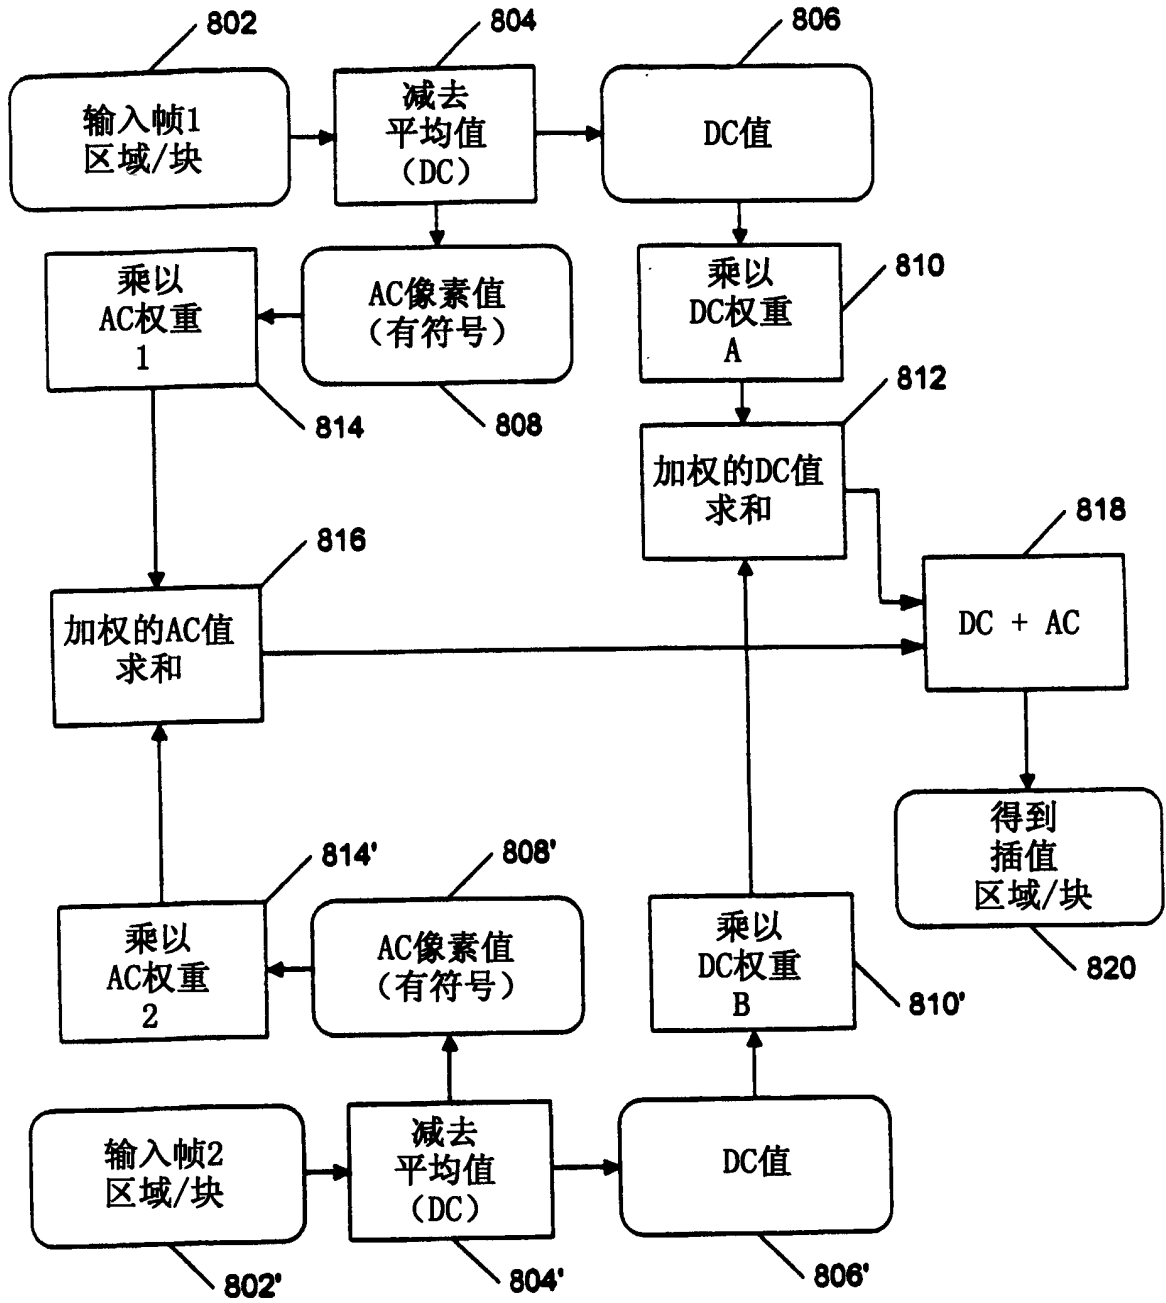 802
804
806
输入帧1
区域/块
减去
平均值
(DC)
DC值
乘以
AC权重
1
AC像素值
(有符号)
乘以
DC权重
A
810
814
808
812
加权的DC值
求和
816
818
加权的AC值
求和
DC + AC
得到
插值
区域/块
820
814'
808'
乘以
AC权重
2
AC像素值
(有符号)
乘以
DC权重
B
810'
输入帧2
区域/块
减去
平均值
(DC)
DC值
802'
804'
806'